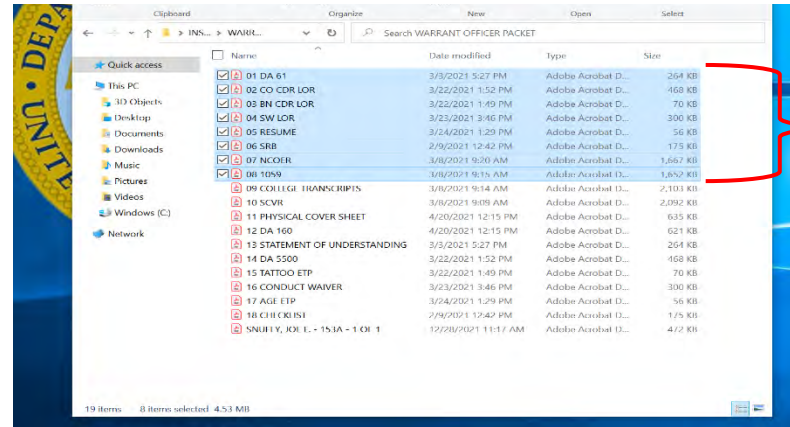 Clipboard Organize New Open Select
INS... > WARR... Search WARRANT OFFICER PACKET
Name Date modified Type Size
Quick access
This PC
3D Objects
Desktop
Documents
Downloads
Music
Pictures
Videos
Windows (C:)
Network
01 DA 61 3/3/2021 5:27 PM Adobe Acrobat D... 264 KB
02 CO CDR LOR 3/22/2021 1:52 PM Adobe Acrobat D... 468 KB
03 BN CDR LOR 3/22/2021 1:49 PM Adobe Acrobat D... 70 KB
04 SW LOR 3/23/2021 3:46 PM Adobe Acrobat D... 300 KB
05 RESUME 3/24/2021 1:29 PM Adobe Acrobat D... 56 KB
06 SRB 2/9/2021 12:42 PM Adobe Acrobat D... 175 KB
07 NCOER 3/8/2021 9:20 AM Adobe Acrobat D... 1,667 KB
08 1059 3/8/2021 9:15 AM Adobe Acrobat D... 1,652 KB
09 COLLEGE TRANSCRIPTS 3/8/2021 9:14 AM Adobe Acrobat D... 2,103 KB
10 SCVR 3/8/2021 9:09 AM Adobe Acrobat D... 2,092 KB
11 PHYSICAL COVER SHEET 4/20/2021 12:15 PM Adobe Acrobat D... 635 KB
12 DA 160 4/20/2021 12:15 PM Adobe Acrobat D... 621 KB
13 STATEMENT OF UNDERSTANDING 3/3/2021 5:27 PM Adobe Acrobat D... 264 KB
14 DA 5500 3/22/2021 1:52 PM Adobe Acrobat D... 468 KB
15 TATTOO ETP 3/22/2021 1:49 PM Adobe Acrobat D... 70 KB
16 CONDUCT WAIVER 3/23/2021 3:46 PM Adobe Acrobat D... 300 KB
17 AGE ETP 3/24/2021 1:29 PM Adobe Acrobat D... 56 KB
18 CHECKLIST 2/9/2021 12:42 PM Adobe Acrobat D... 175 KB
SNUFFY, JOE E. - 153A - 1 OF 1 12/28/2021 11:17 AM Adobe Acrobat D... 472 KB
19 items 8 items selected 4.53 MB
DEPA
UNITE